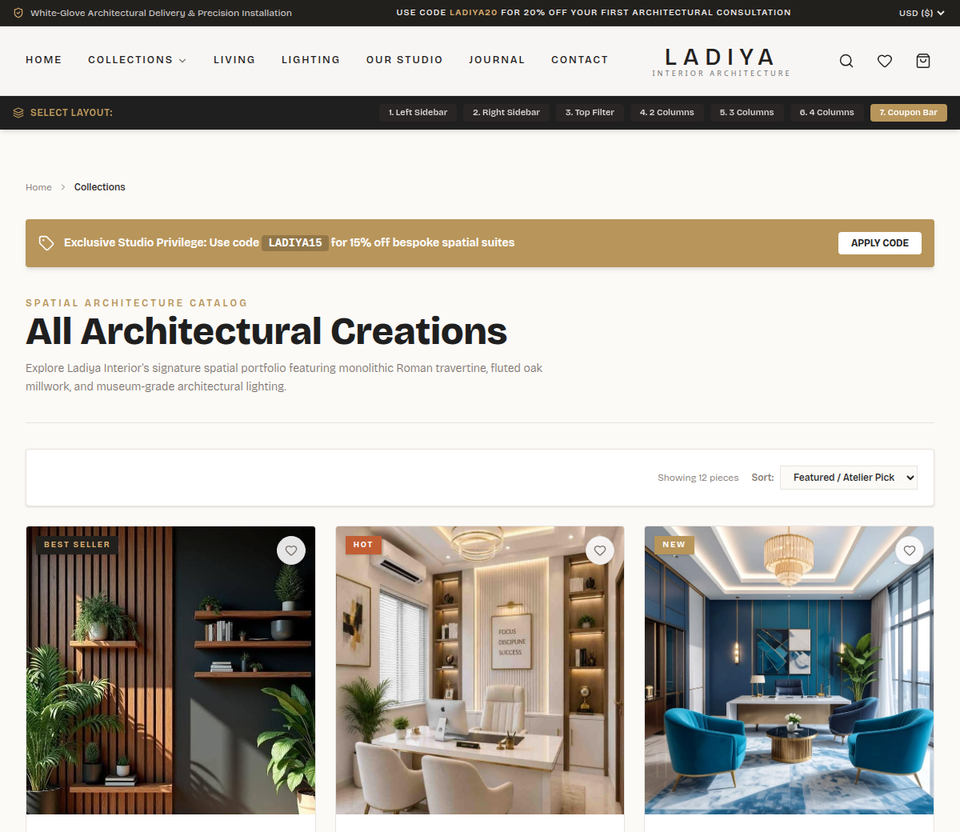 White-Glove Architectural Delivery & Precision Installation
USE CODE LADIYA20 FOR 20% OFF YOUR FIRST ARCHITECTURAL CONSULTATION
USD ($)
HOME COLLECTIONS LIVING LIGHTING OUR STUDIO JOURNAL CONTACT
LADIYA
INTERIOR ARCHITECTURE
SELECT LAYOUT:
1. Left Sidebar 2. Right Sidebar 3. Top Filter 4. 2 Columns 5. 3 Columns 6. 4 Columns 7. Coupon Bar
Home Collections
Exclusive Studio Privilege: Use code LADIYA15 for 15% off bespoke spatial suites
APPLY CODE
SPATIAL ARCHITECTURE CATALOG
All Architectural Creations
Explore Ladiya Interior's signature spatial portfolio featuring monolithic Roman travertine, fluted oak
millwork, and museum-grade architectural lighting.
Showing 12 pieces Sort: Featured / Atelier Pick
BEST SELLER
HOT
FOCUS
DISCIPLINE
SUCCESS
NEW